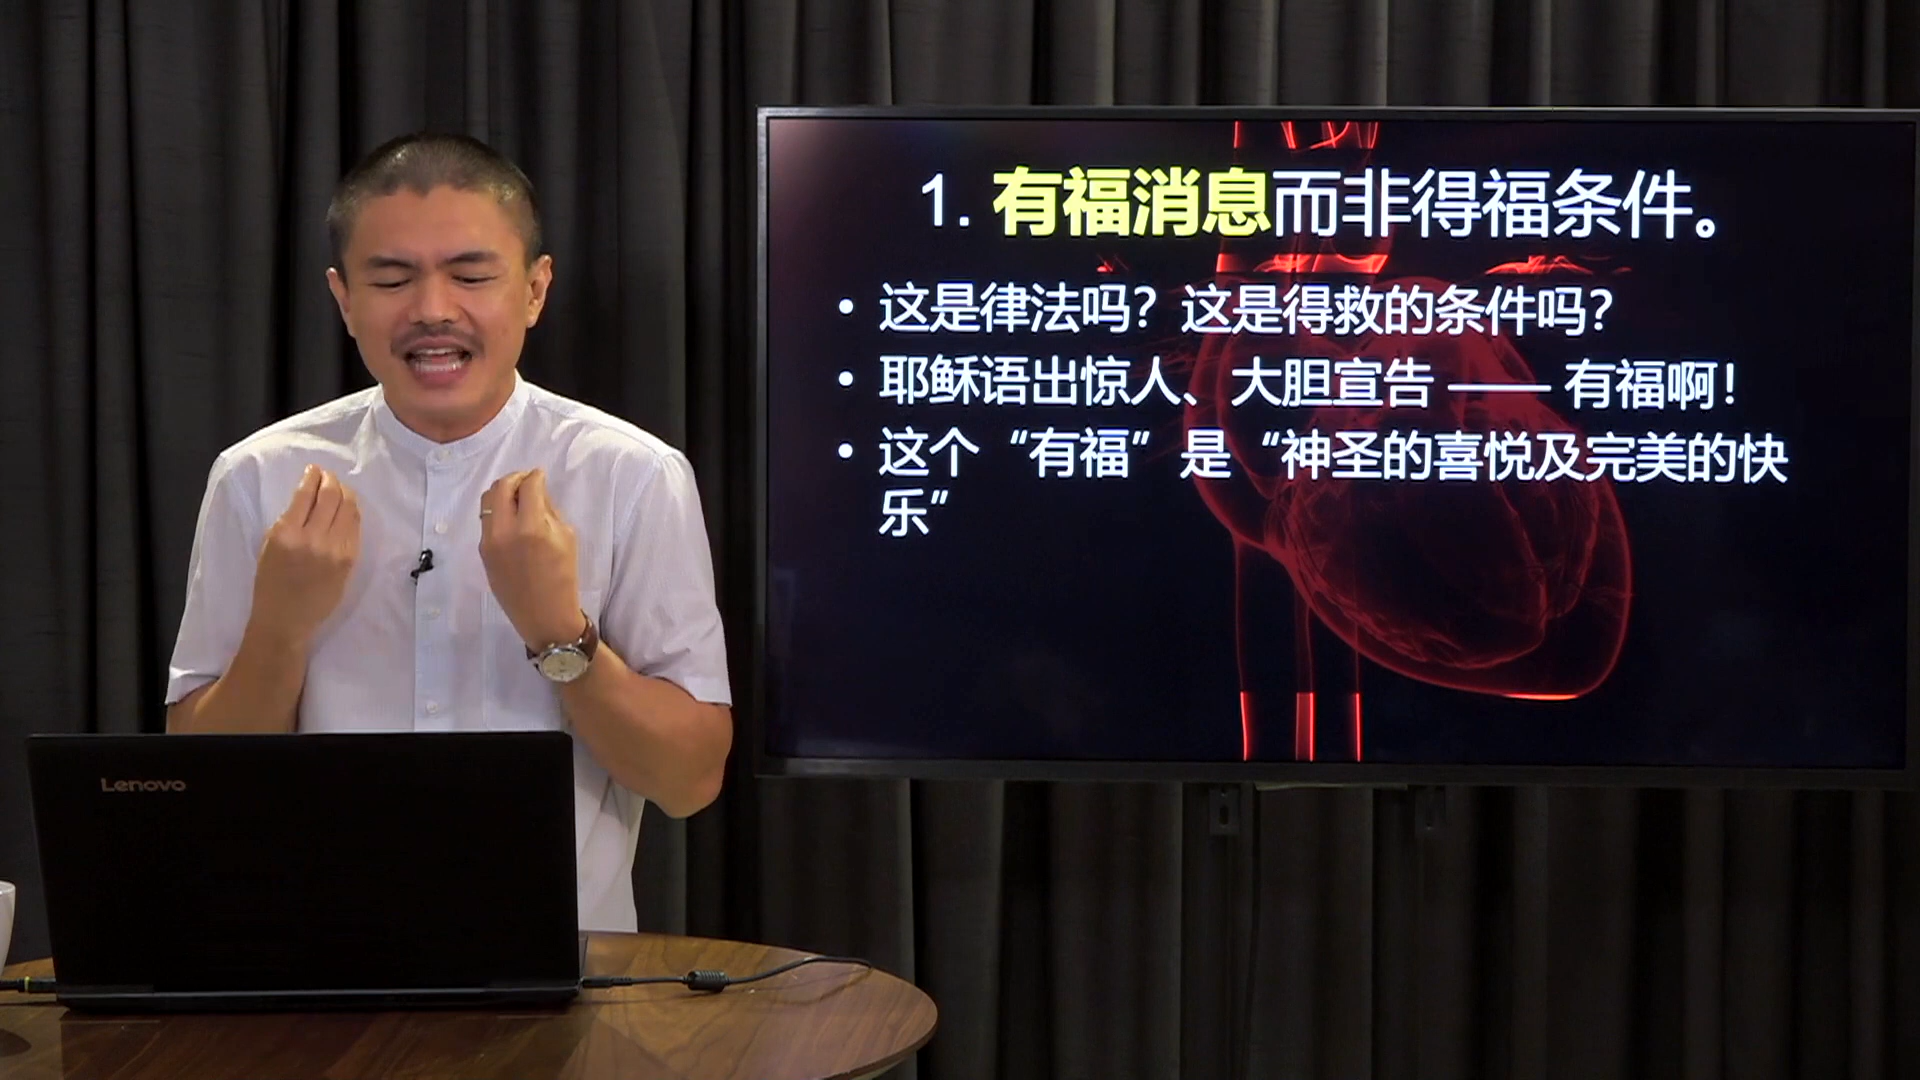 1. 有福消息而非得福条件。
• 这是律法吗？这是得救的条件吗？
• 耶稣语出惊人、大胆宣告 —— 有福啊！
• 这个“有福”是“神圣的喜悦及完美的快
乐”
Lenovo